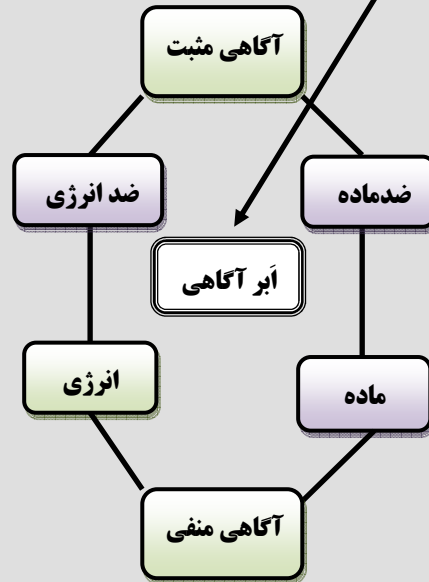 آگاهی مثبت
ضدماده
ضد انرژی
اَبر آگاهی
ماده
انرژی
آگاهی منفی